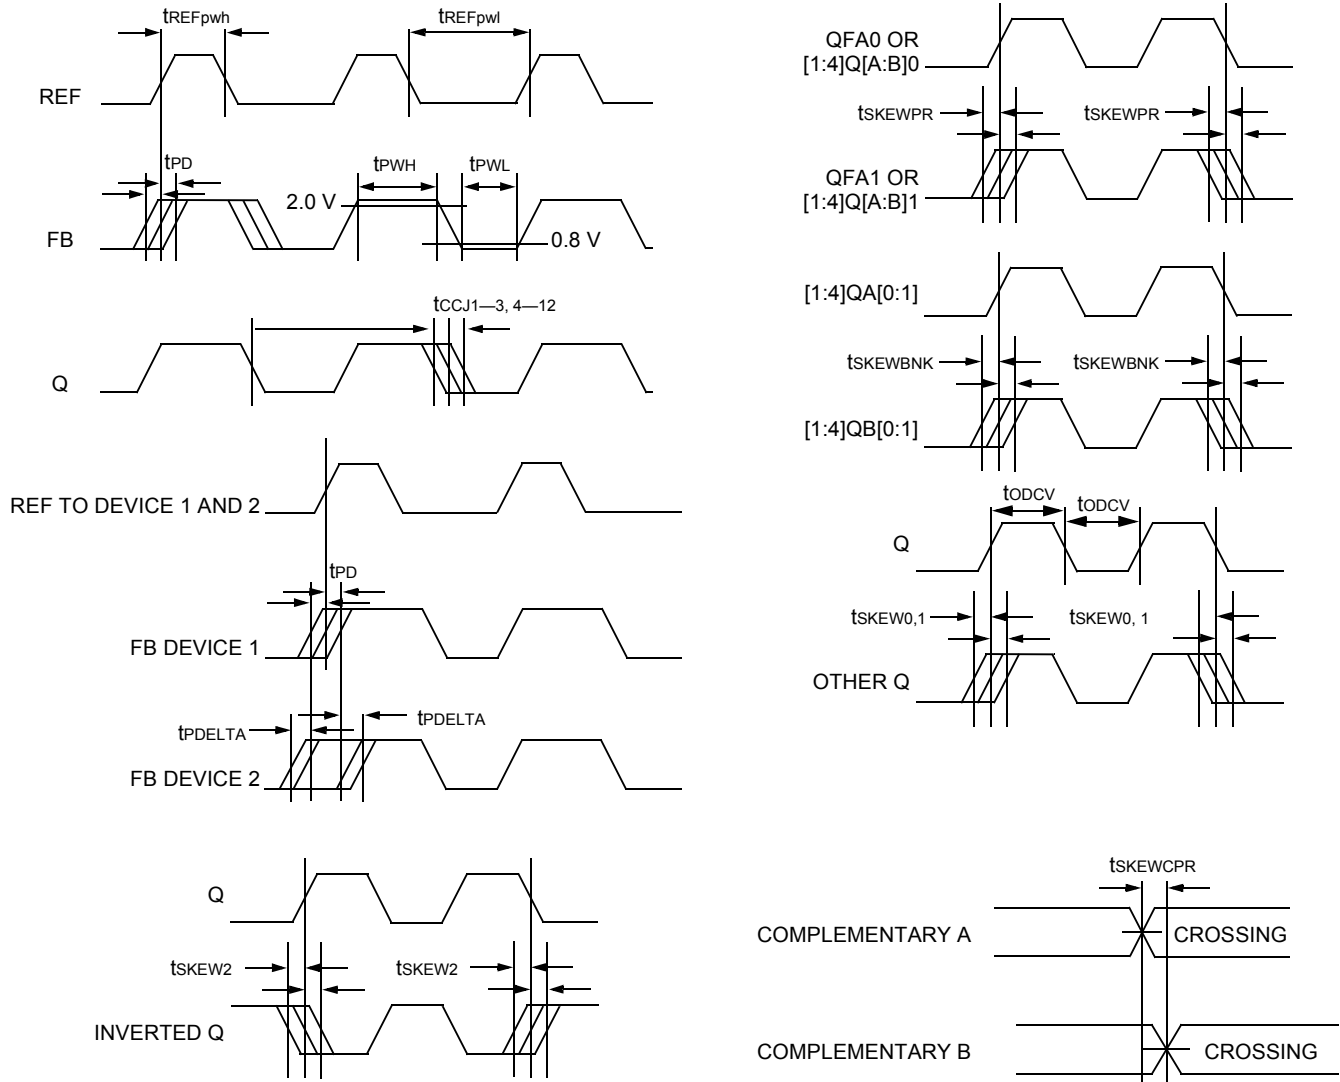 tREFpwh
tREFpwl
REF
tPD
tPWH
tPWL
2.0 V
0.8 V
FB
tCCJ1—3, 4—12
Q
REF TO DEVICE 1 AND 2
tPD
FB DEVICE 1
tPDELTA
tPDELTA
FB DEVICE 2
Q
tSKEW2
tSKEW2
INVERTED Q
QFA0 OR
[1:4]Q[A:B]0
tSKEWPR
tSKEWPR
QFA1 OR
[1:4]Q[A:B]1
[1:4]QA[0:1]
tSKEWBNK
tSKEWBNK
[1:4]QB[0:1]
tODCV
tODCV
Q
tSKEW0,1
tSKEW0, 1
OTHER Q
tSKEWCPR
COMPLEMENTARY A
CROSSING
COMPLEMENTARY B
CROSSING